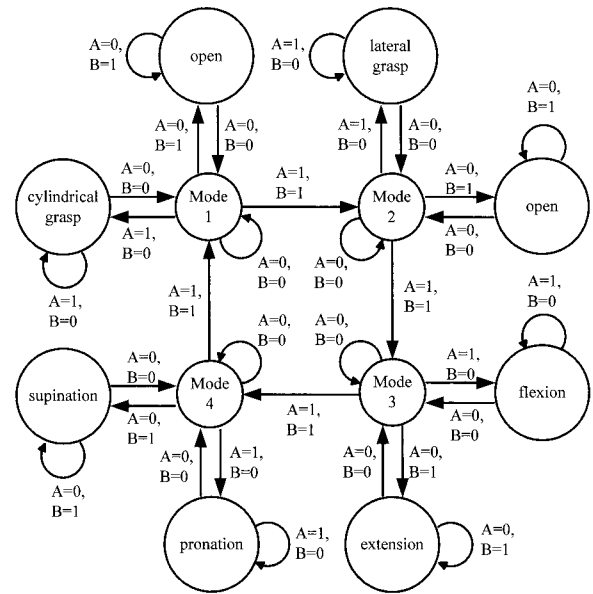 A=0,
B=1
open
A=1,
B=0
lateral
grasp
A=0,
B=1
A=0,
B=1
A=0,
B=0
A=1,
B=0
A=0,
B=0
cylindrical
grasp
A=0,
B=0
Mode
1
A=1,
B=1
Mode
2
A=0,
B=1
open
A=1,
B=0
A=0,
B=0
A=0,
B=0
A=0,
B=0
A=1,
B=0
A=1,
B=1
A=1,
B=1
A=1,
B=0
A=0,
B=0
A=0,
B=0
supination
A=0,
B=0
Mode
4
A=1,
B=1
Mode
3
A=1,
B=0
flexion
A=0,
B=1
A=0,
B=0
A=0,
B=1
A=0,
B=0
A=1,
B=0
A=0,
B=0
A=0,
B=1
pronation
A=1,
B=0
extension
A=0,
B=1